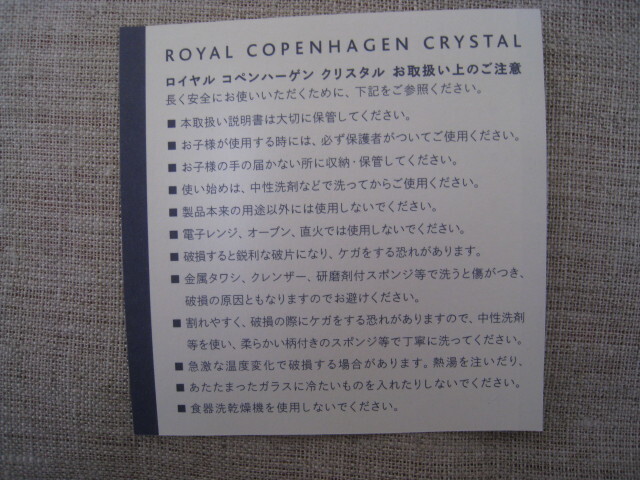 ROYAL COPENHAGEN CRYSTAL
ロイヤル コペンハーゲン クリスタル お取扱い上のご注意
長く安全にお使いいただくために、下記をご参照ください。
■ 本取扱い説明書は大切に保管してください。
■ お子様が使用する時には、必ず保護者がついてご使用ください。
■ お子様の手の届かない所に収納・保管してください。
■ 使い始めは、中性洗剤などで洗ってからご使用ください。
■ 製品本来の用途以外には使用しないでください。
■ 電子レンジ、オーブン、直火では使用しないでください。
■ 破損すると鋭利な破片になり、ケガをする恐れがあります。
■ 金属タワシ、クレンザー、研磨剤付スポンジ等で洗うと傷がつき、
破損の原因ともなりますのでお避けください。
■ 割れやすく、破損の際にケガをする恐れがありますので、中性洗剤
等を使い、柔らかい柄付きのスポンジ等で丁寧に洗ってください。
■ 急激な温度変化で破損する場合があります。熱湯を注いだり、
■ あたたまったガラスに冷たいものを入れたりしないでください。
■ 食器洗乾燥機を使用しないでください。